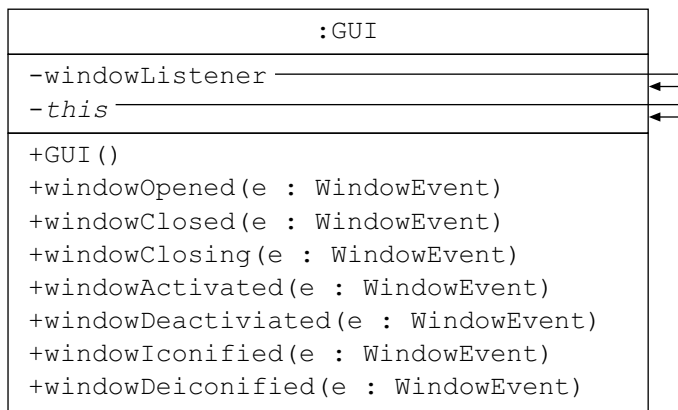 :GUI
-windowListener
-this
+GUI()
+windowOpened(e : WindowEvent)
+windowClosed(e : WindowEvent)
+windowClosing(e : WindowEvent)
+windowActivated(e : WindowEvent)
+windowDeactiviated(e : WindowEvent)
+windowIconified(e : WindowEvent)
+windowDeiconified(e : WindowEvent)